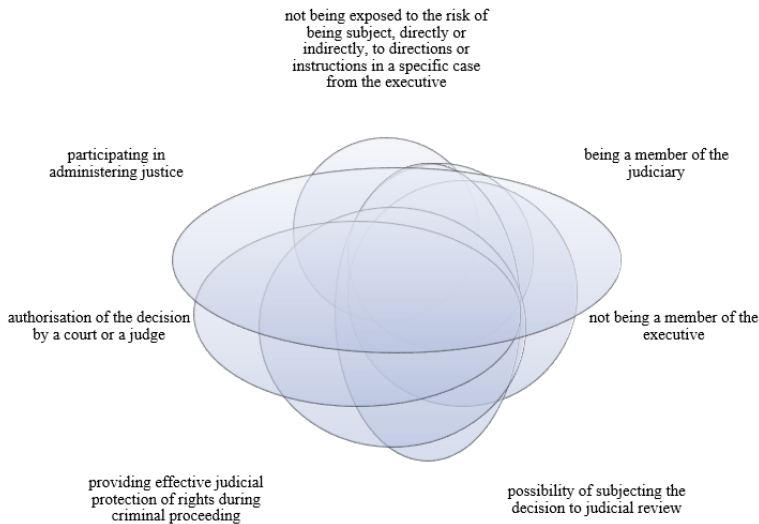 not being exposed to the risk of
being subject, directly or
indirectly, to directions or
instructions in a specific case
from the executive
participating in
administering justice
being a member of the
judiciary
authorisation of the decision
by a court or a judge
not being a member of the
executive
providing effective judicial
protection of rights during
criminal proceeding
possibility of subjecting the
decision to judicial review